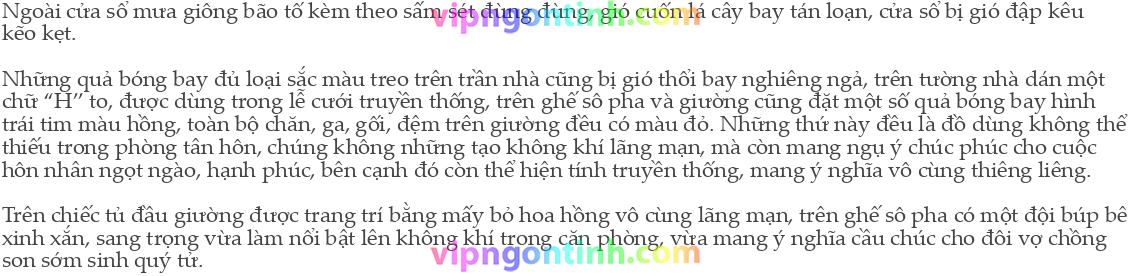 Ngoài cửa sổ mưa giông bão tố kèm theo sấm sét đùng đùng, gió cuốn lá cây bay tán loạn, cửa sổ bị gió đập kêu
kẽo kẹt.
Những quả bóng bay đủ loại sắc màu treo trên trần nhà cũng bị gió thổi bay nghiêng ngả, trên tường nhà dán một
chữ “H” to, được dùng trong lễ cưới truyền thống, trên ghế sô pha và giường cũng đặt một số quả bóng bay hình
trái tim màu hồng, toàn bộ chăn, ga, gối, đệm trên giường đều có màu đỏ. Những thứ này đều là đồ dùng không thể
thiếu trong phòng tân hôn, chúng không những tạo không khí lãng mạn, mà còn mang ngụ ý chúc phúc cho cuộc
hôn nhân ngọt ngào, hạnh phúc, bên cạnh đó còn thể hiện tính truyền thống, mang ý nghĩa vô cùng thiêng liêng.
Trên chiếc tủ đầu giường được trang trí bằng mấy bó hoa hồng vô cùng lãng mạn, trên ghế sô pha có một đội búp bê
xinh xắn, sang trọng vừa làm nổi bật lên không khí trong căn phòng, vừa mang ý nghĩa cầu chúc cho đôi vợ chồng
son sớm sinh quý tử.
vipngontinh.com
vipngontinh.com